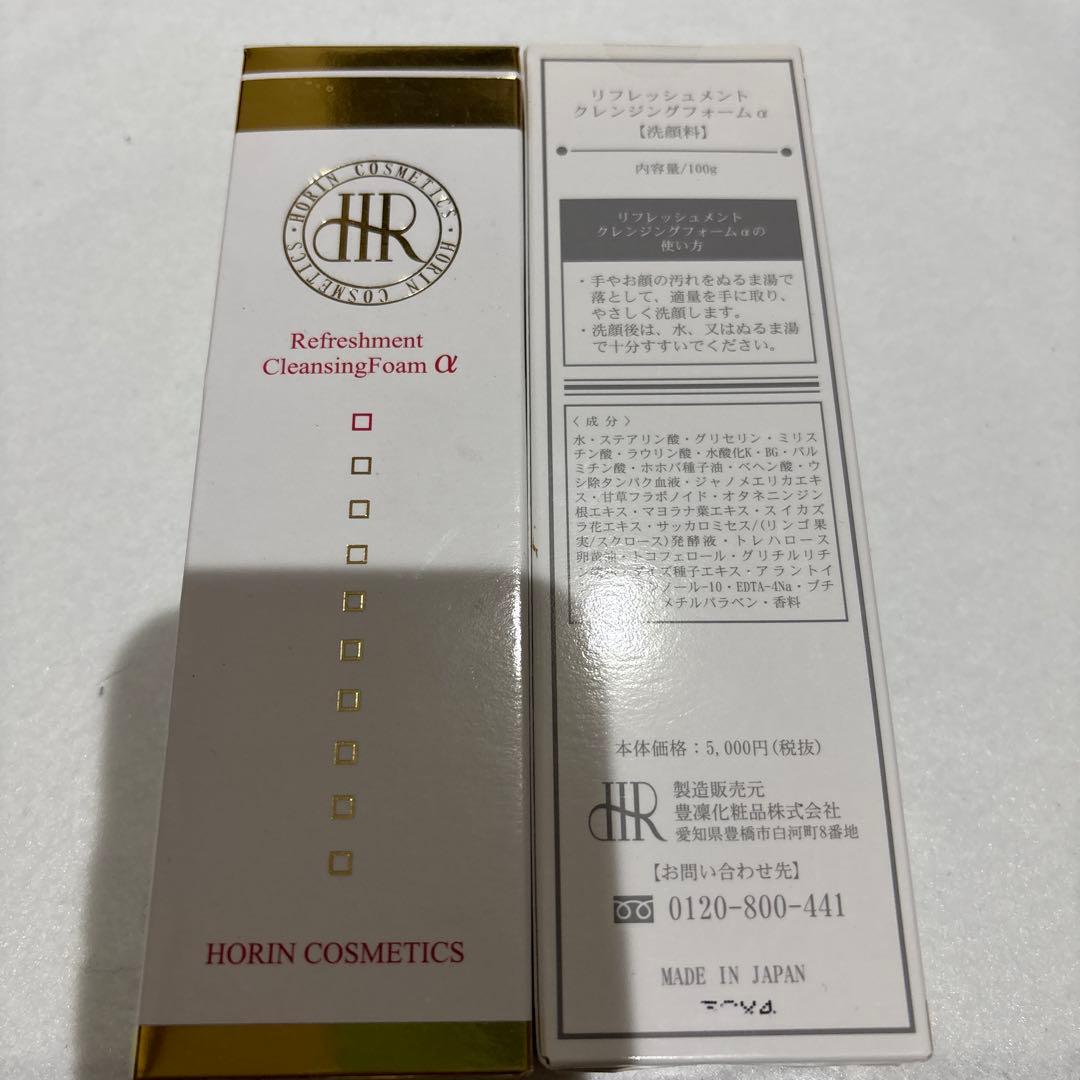 HORIN COSMETICS・HORIN COSMETICS・
HR
Refreshment
CleansingFoam α
HORIN COSMETICS
リフレッシュメント
クレンジングフォームα
【洗顔料】
内容量/100g
リフレッシュメント
クレンジングフォームαの
使い方
・手やお顔の汚れをぬるま湯で
落として、適量を手に取り、
やさしく洗顔します。
・洗顔後は、水、又はぬるま湯
で十分すすいでください。
〈成分〉
水・ステアリン酸・グリセリン・ミリス
チン酸・ラウリン酸・水酸化K・BG・パル
ミチン酸・ホホバ種子油・ベヘン酸・ウ
シ除タンパク血液・ジャノメエリカエキ
ス・甘草フラボノイド・オタネニンジン
根エキス・マヨラナ葉エキス・スイカズ
ラ花エキス・サッカロミセス/(リンゴ果
実/スクロース)発酵液・トレハロース
卵黄油・トコフェロール・グリチルリチ
ズ種子エキス・アラントイ
ノール-10・EDTA-4Na・ブチ
メチルパラベン・香料
本体価格：5,000円(税抜)
HR
製造販売元
豊凜化粧品株式会社
愛知県豊橋市白河町8番地
【お問い合わせ先】
0120-800-441
MADE IN JAPAN